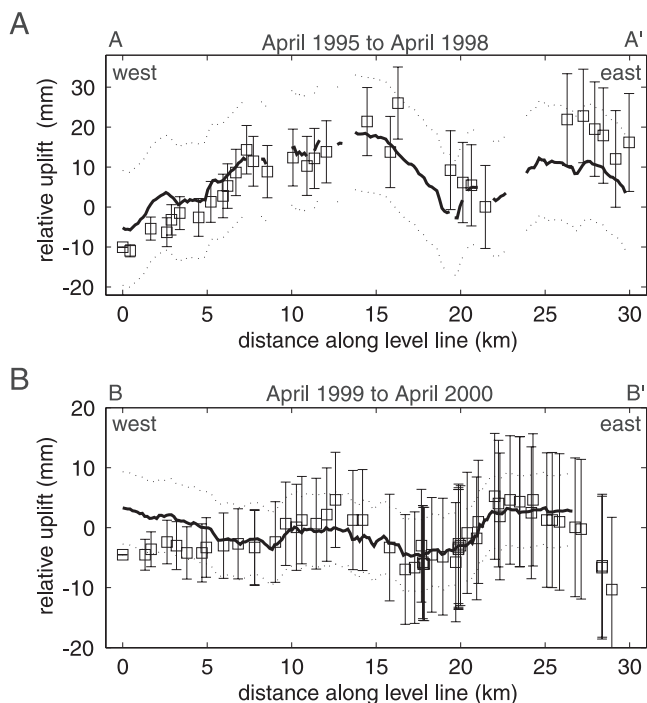 A
A April 1995 to April 1998 A'
west east
relative uplift (mm)
30
20
10
0
-10
-20
0 5 10 15 20 25 30
distance along level line (km)
B
B April 1999 to April 2000 B'
west east
relative uplift (mm)
20
10
0
-10
-20
0 5 10 15 20 25 30
distance along level line (km)